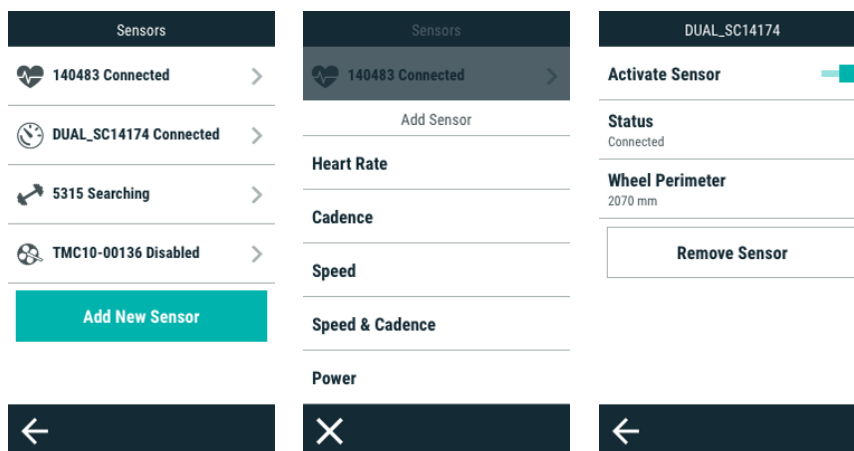 Sensors
140483 Connected
DUAL_SC14174 Connected
5315 Searching
TMC10-00136 Disabled
Add New Sensor
Sensors
140483 Connected
Add Sensor
Heart Rate
Cadence
Speed
Speed & Cadence
Power
DUAL_SC14174
Activate Sensor
Status
Connected
Wheel Perimeter
2070 mm
Remove Sensor